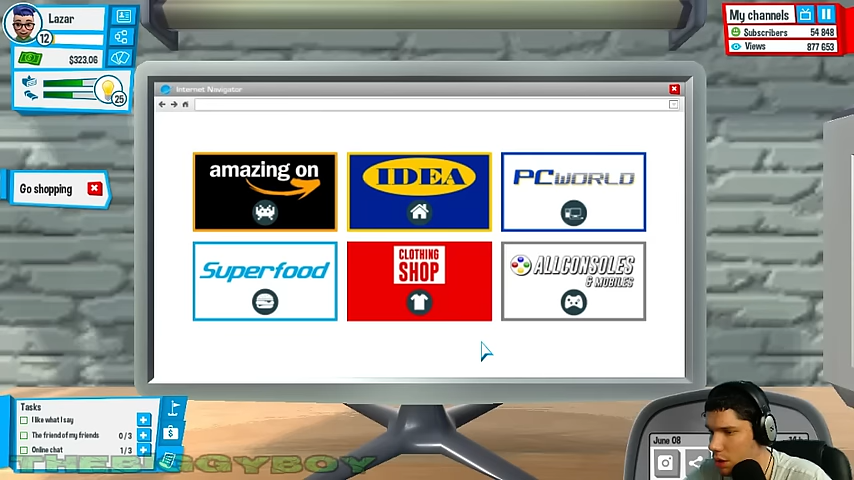 Lazar
12
$323,06
25
My channels
Subscribers 54 848
Views 877 653
Internet Navigator
Go shopping
amazing on
IDEA
PCWORLD
Superfood
CLOTHING
SHOP
ALLCONSOLES
& MOBILES
Tasks
I like what I say
The friend of my friends 0/3
Online chat 1/3
June 08
THEBIGGYBOY